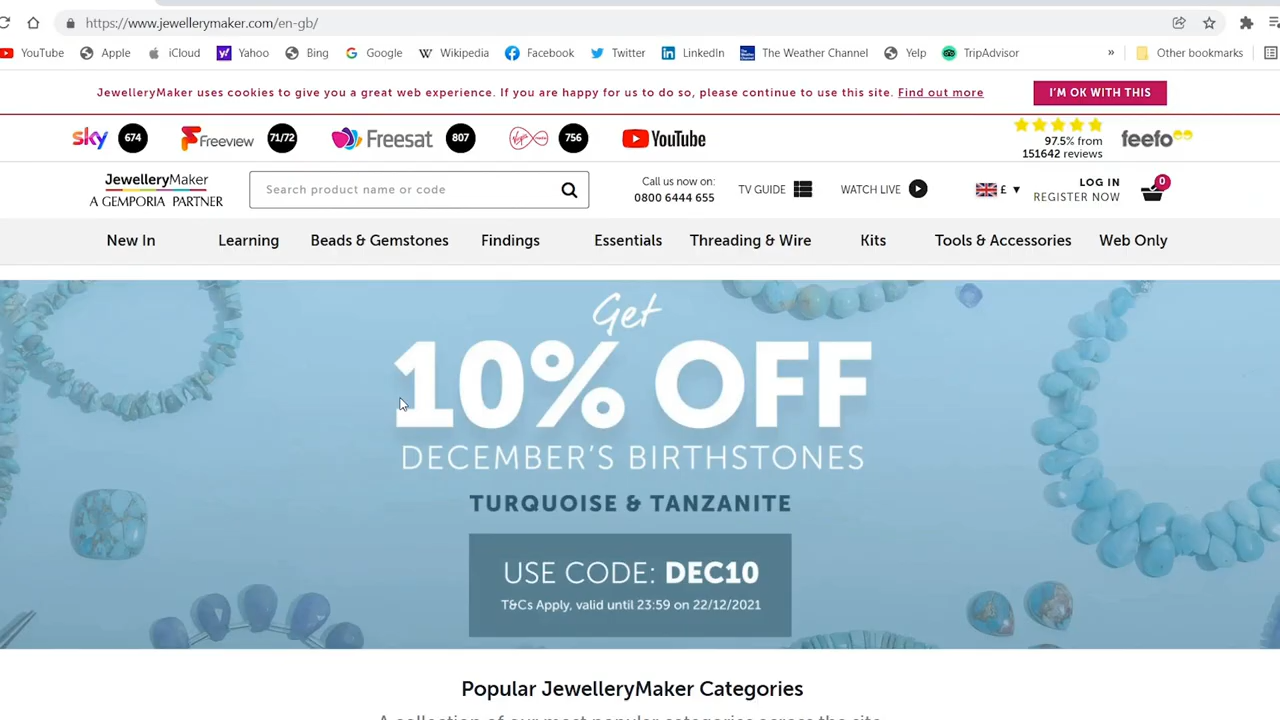 https://www.jewellerymaker.com/en-gb/
YouTube Apple iCloud Yahoo Bing Google Wikipedia Facebook Twitter LinkedIn The Weather Channel Yelp TripAdvisor » Other bookmarks
JewelleryMaker uses cookies to give you a great web experience. If you are happy for us to do so, please continue to use this site. Find out more I'M OK WITH THIS
sky 674 Freeview 71/72 Freesat 807 Virgin media 756 YouTube
97.5% from
151642 reviews
feefo
JewelleryMaker
A GEMPORIA PARTNER
Search product name or code
Call us now on:
0800 6444 655
TV GUIDE WATCH LIVE £ ▼
LOG IN
REGISTER NOW
0
New In Learning Beads & Gemstones Findings Essentials Threading & Wire Kits Tools & Accessories Web Only
Get
10% OFF
DECEMBER'S BIRTHSTONES
TURQUOISE & TANZANITE
USE CODE: DEC10
T&Cs Apply, valid until 23:59 on 22/12/2021
Popular JewelleryMaker Categories
A collection of our most popular categories across the site